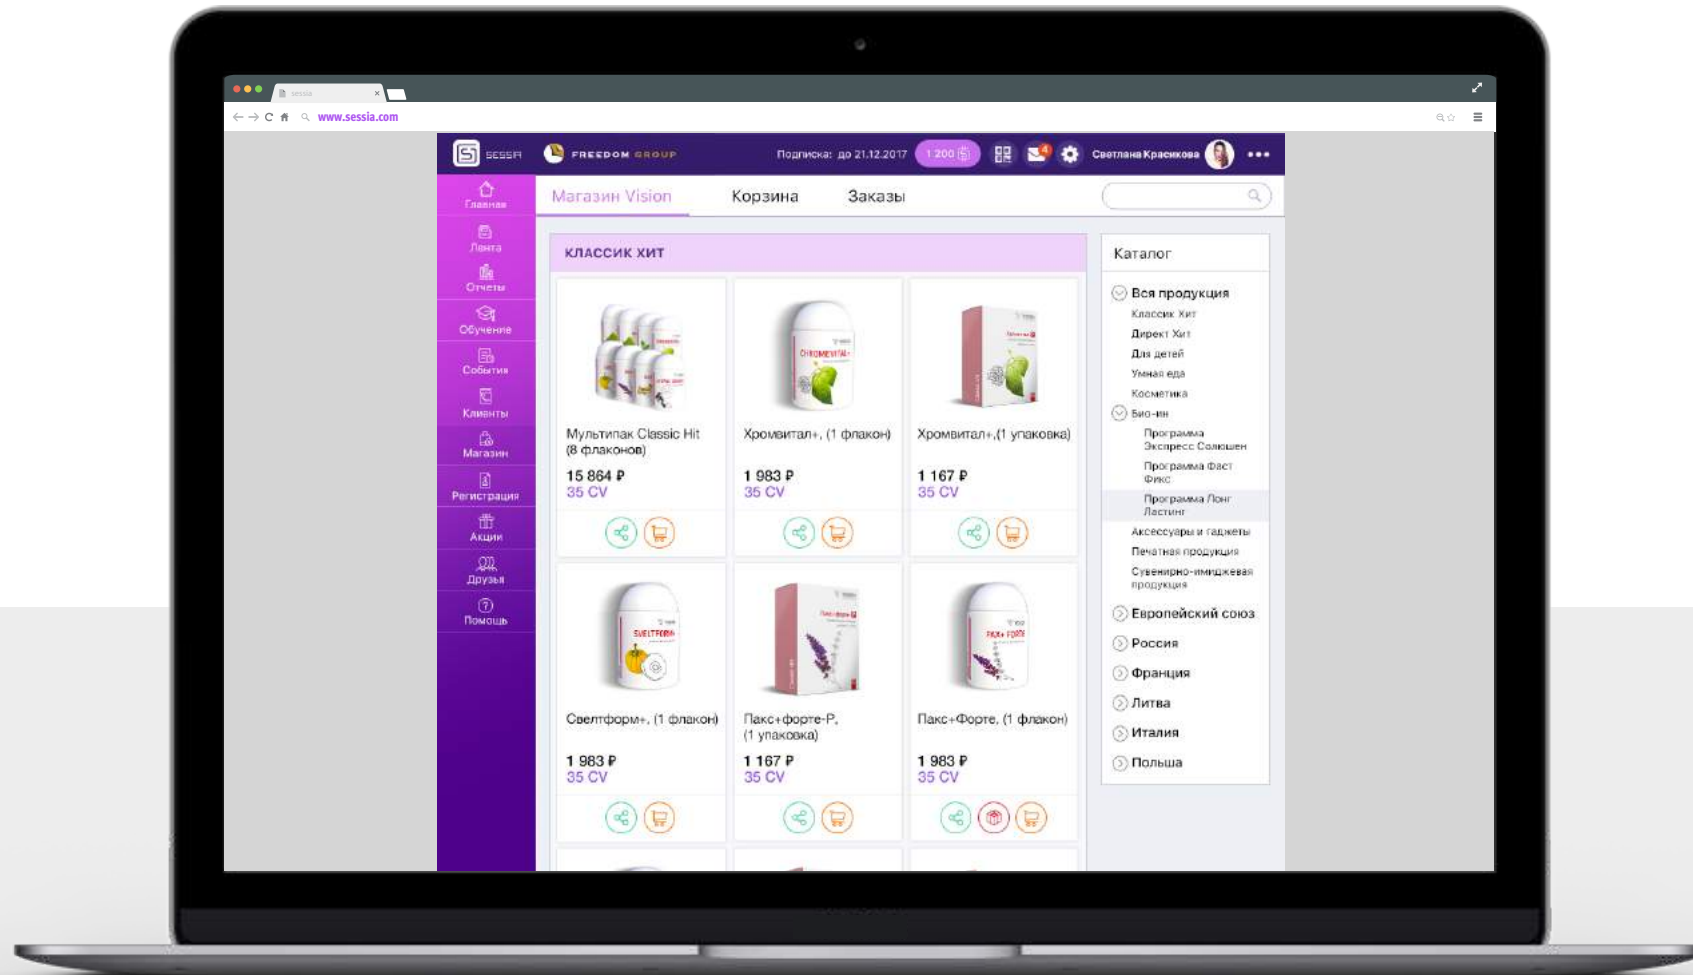 sessia
www.sessia.com
SESSIA
FREEDOM GROUP
Подписка: до 21.12.2017
1 200
4
Светлана Красикова
Главная
Лента
Отчеты
Обучение
События
Клиенты
Магазин
Регистрация
Акции
Друзья
Помощь
Магазин Vision
Корзина
Заказы
КЛАССИК ХИТ
CHROMEVITAL+
Мультипак Classic Hit
(8 флаконов)
15 864 ₽
35 CV
Хромвитал+, (1 флакон)
1 983 ₽
35 CV
Хромвитал+,(1 упаковка)
1 167 ₽
35 CV
SVELTFORM+
PAX+ FORTE
Свелтформ+, (1 флакон)
1 983 ₽
35 CV
Пакс+форте-Р,
(1 упаковка)
1 167 ₽
35 CV
Пакс+Форте, (1 флакон)
1 983 ₽
35 CV
Каталог
Вся продукция
Классик Хит
Директ Хит
Для детей
Умная еда
Косметика
Био-ин
Программа
Экспресс Солюшен
Программа Фаст
Фикс
Программа Лонг
Ластинг
Аксессуары и гаджеты
Печатная продукция
Сувенирно-имиджевая
продукция
Европейский союз
Россия
Франция
Литва
Италия
Польша